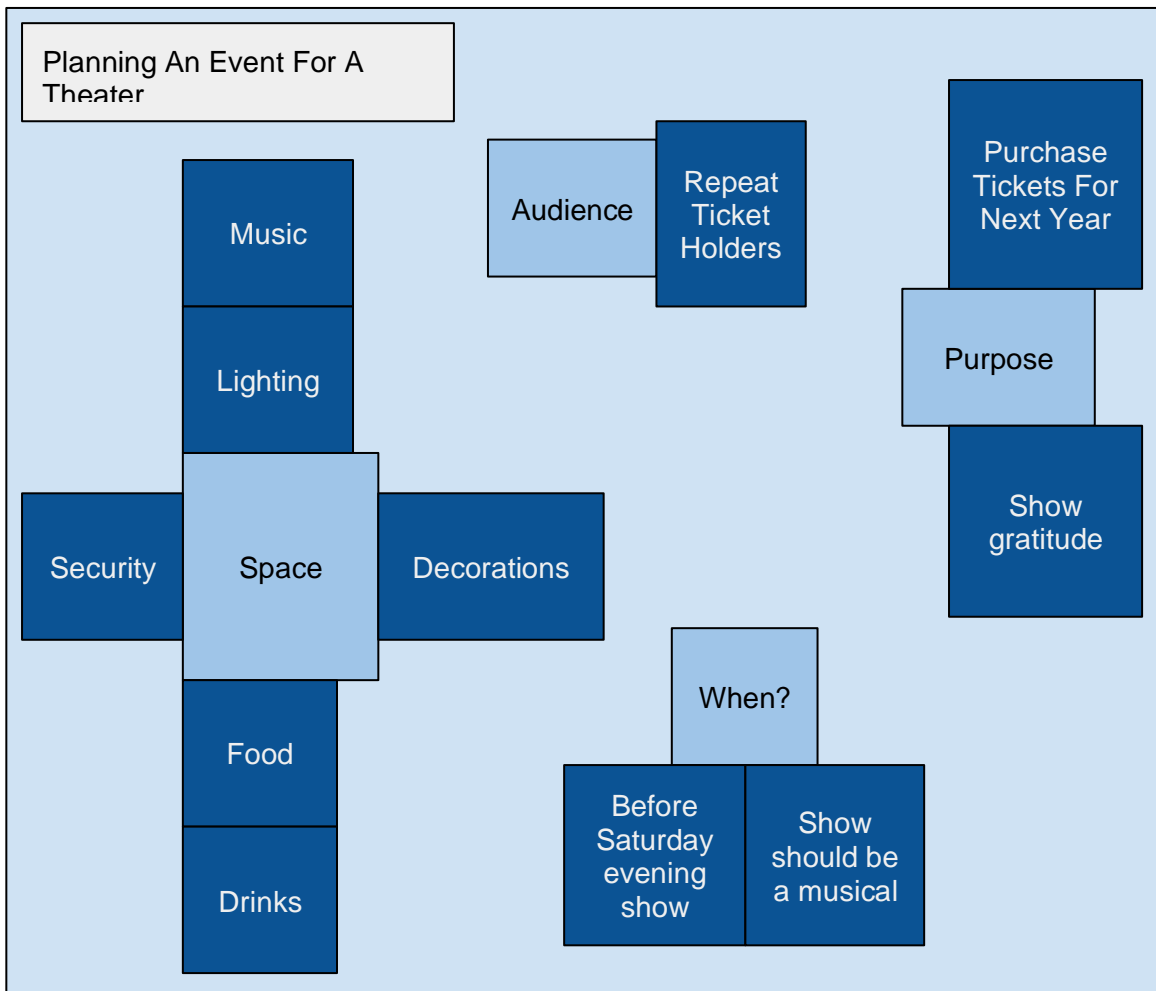 Planning An Event For A
Theater
Music
Lighting
Security
Space
Decorations
Food
Drinks
Audience
Repeat
Ticket
Holders
Purchase
Tickets For
Next Year
Purpose
Show
gratitude
When?
Before
Saturday
evening
show
Show
should be
a musical